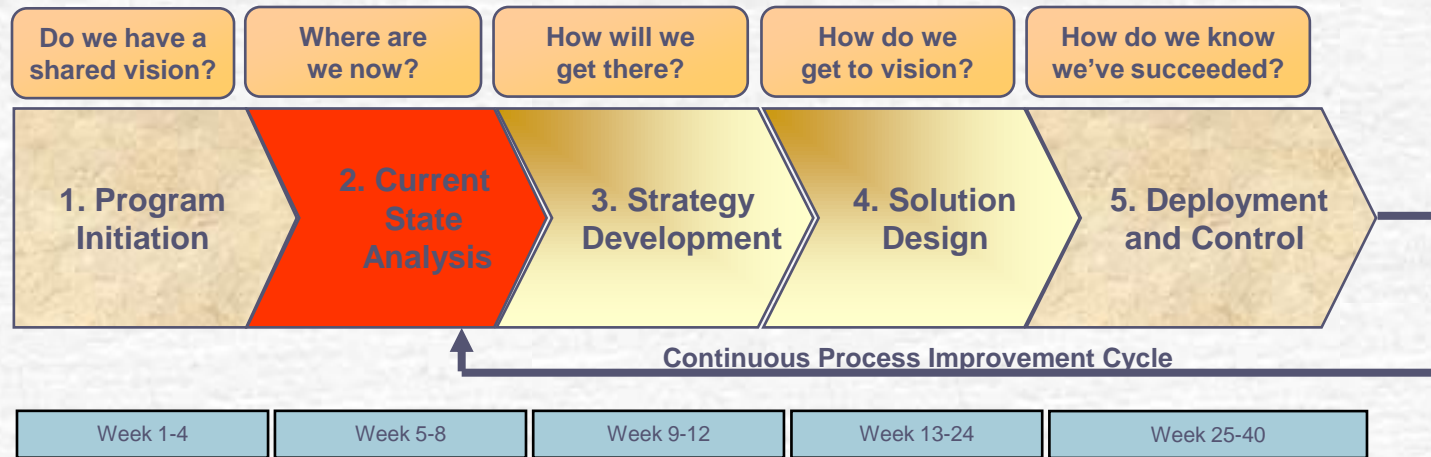 Do we have a
shared vision?
Where are
we now?
How will we
get there?
How do we
get to vision?
How do we know
we've succeeded?
1. Program
Initiation
2. Current
State
Analysis
3. Strategy
Development
4. Solution
Design
5. Deployment
and Control
Continuous Process Improvement Cycle
Week 1-4
Week 5-8
Week 9-12
Week 13-24
Week 25-40